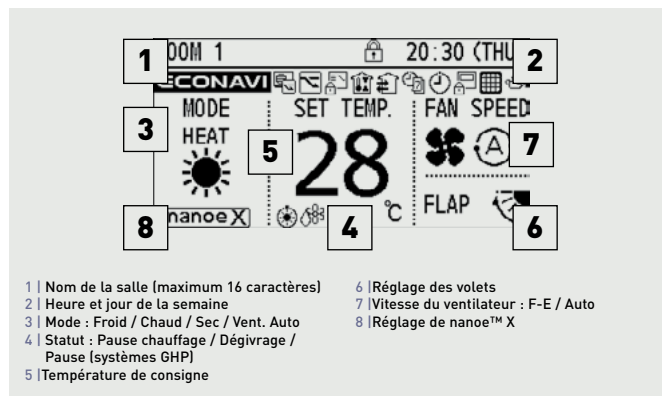 1
OOM 1
20:30 (THU
2
ECONAVI
MODE
SET TEMP.
FAN SPEED
3
HEAT
5
28
A
7
8
nanoe X
4
°C
FLAP
6
1 | Nom de la salle (maximum 16 caractères)
2 | Heure et jour de la semaine
3 | Mode : Froid / Chaud / Sec / Vent. Auto
4 | Statut : Pause chauffage / Dégivrage /
Pause (systèmes GHP)
5 |Température de consigne
6 |Réglage des volets
7 |Vitesse du ventilateur : F-E / Auto
8 |Réglage de nanoe™ X